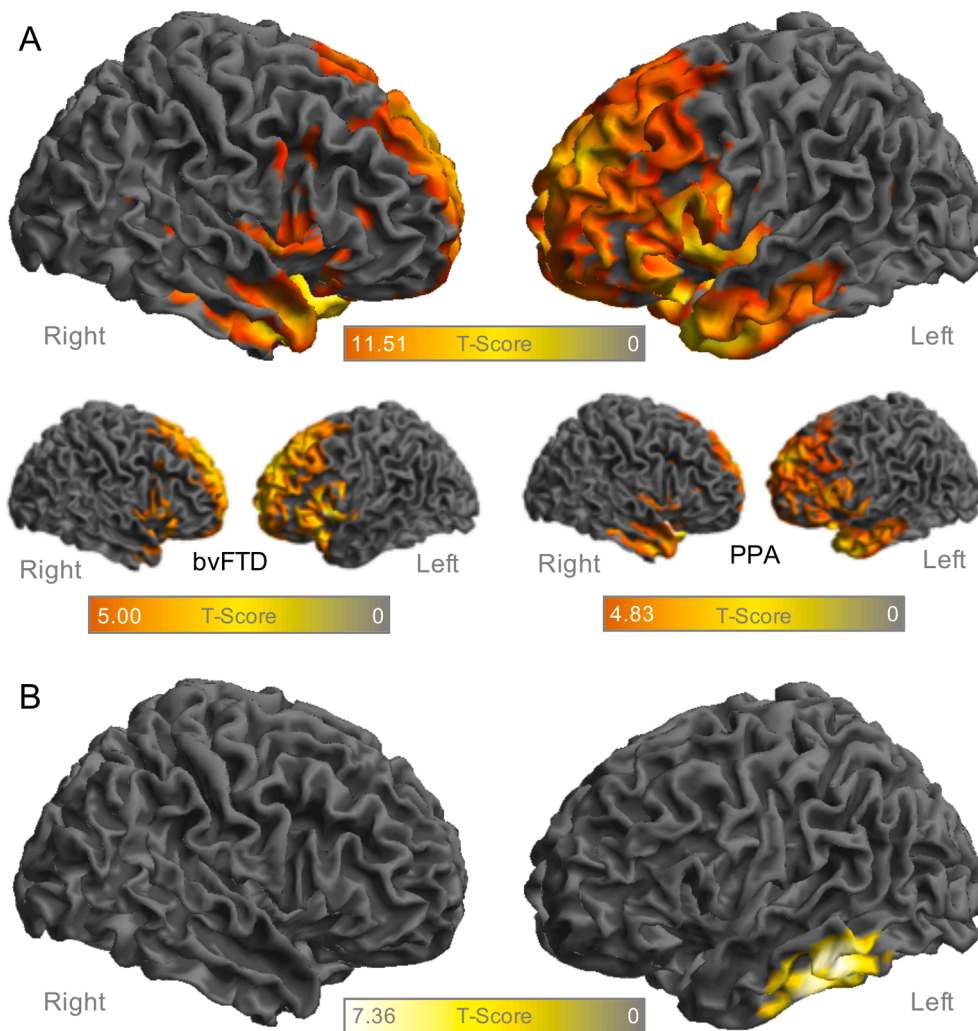 A
Right
Left
11.51 T-Score 0
Right bvFTD Left
Right PPA Left
5.00 T-Score 0
4.83 T-Score 0
B
Right
Left
7.36 T-Score 0